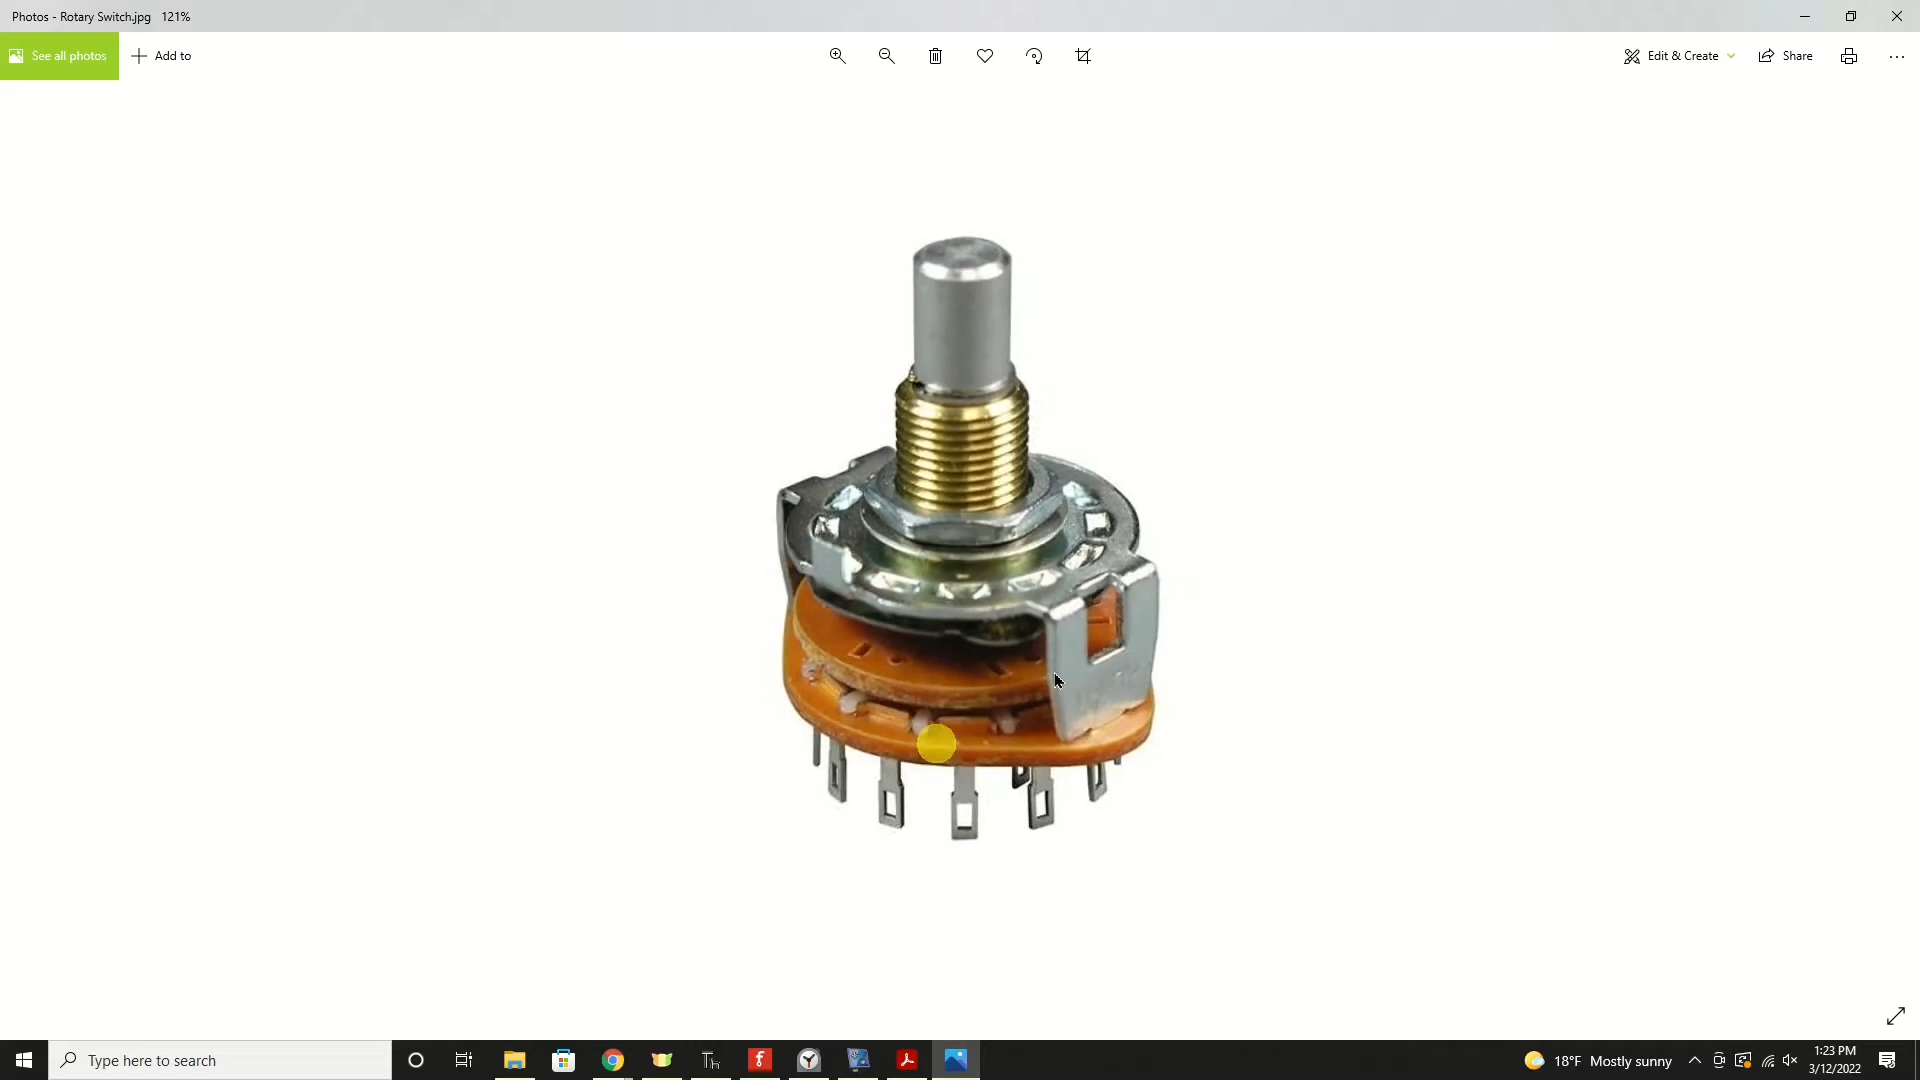 Photos - Rotary Switch.jpg 121%
See all photos
Add to
Edit & Create
Share
Type here to search
18°F Mostly sunny
1:23 PM
3/12/2022